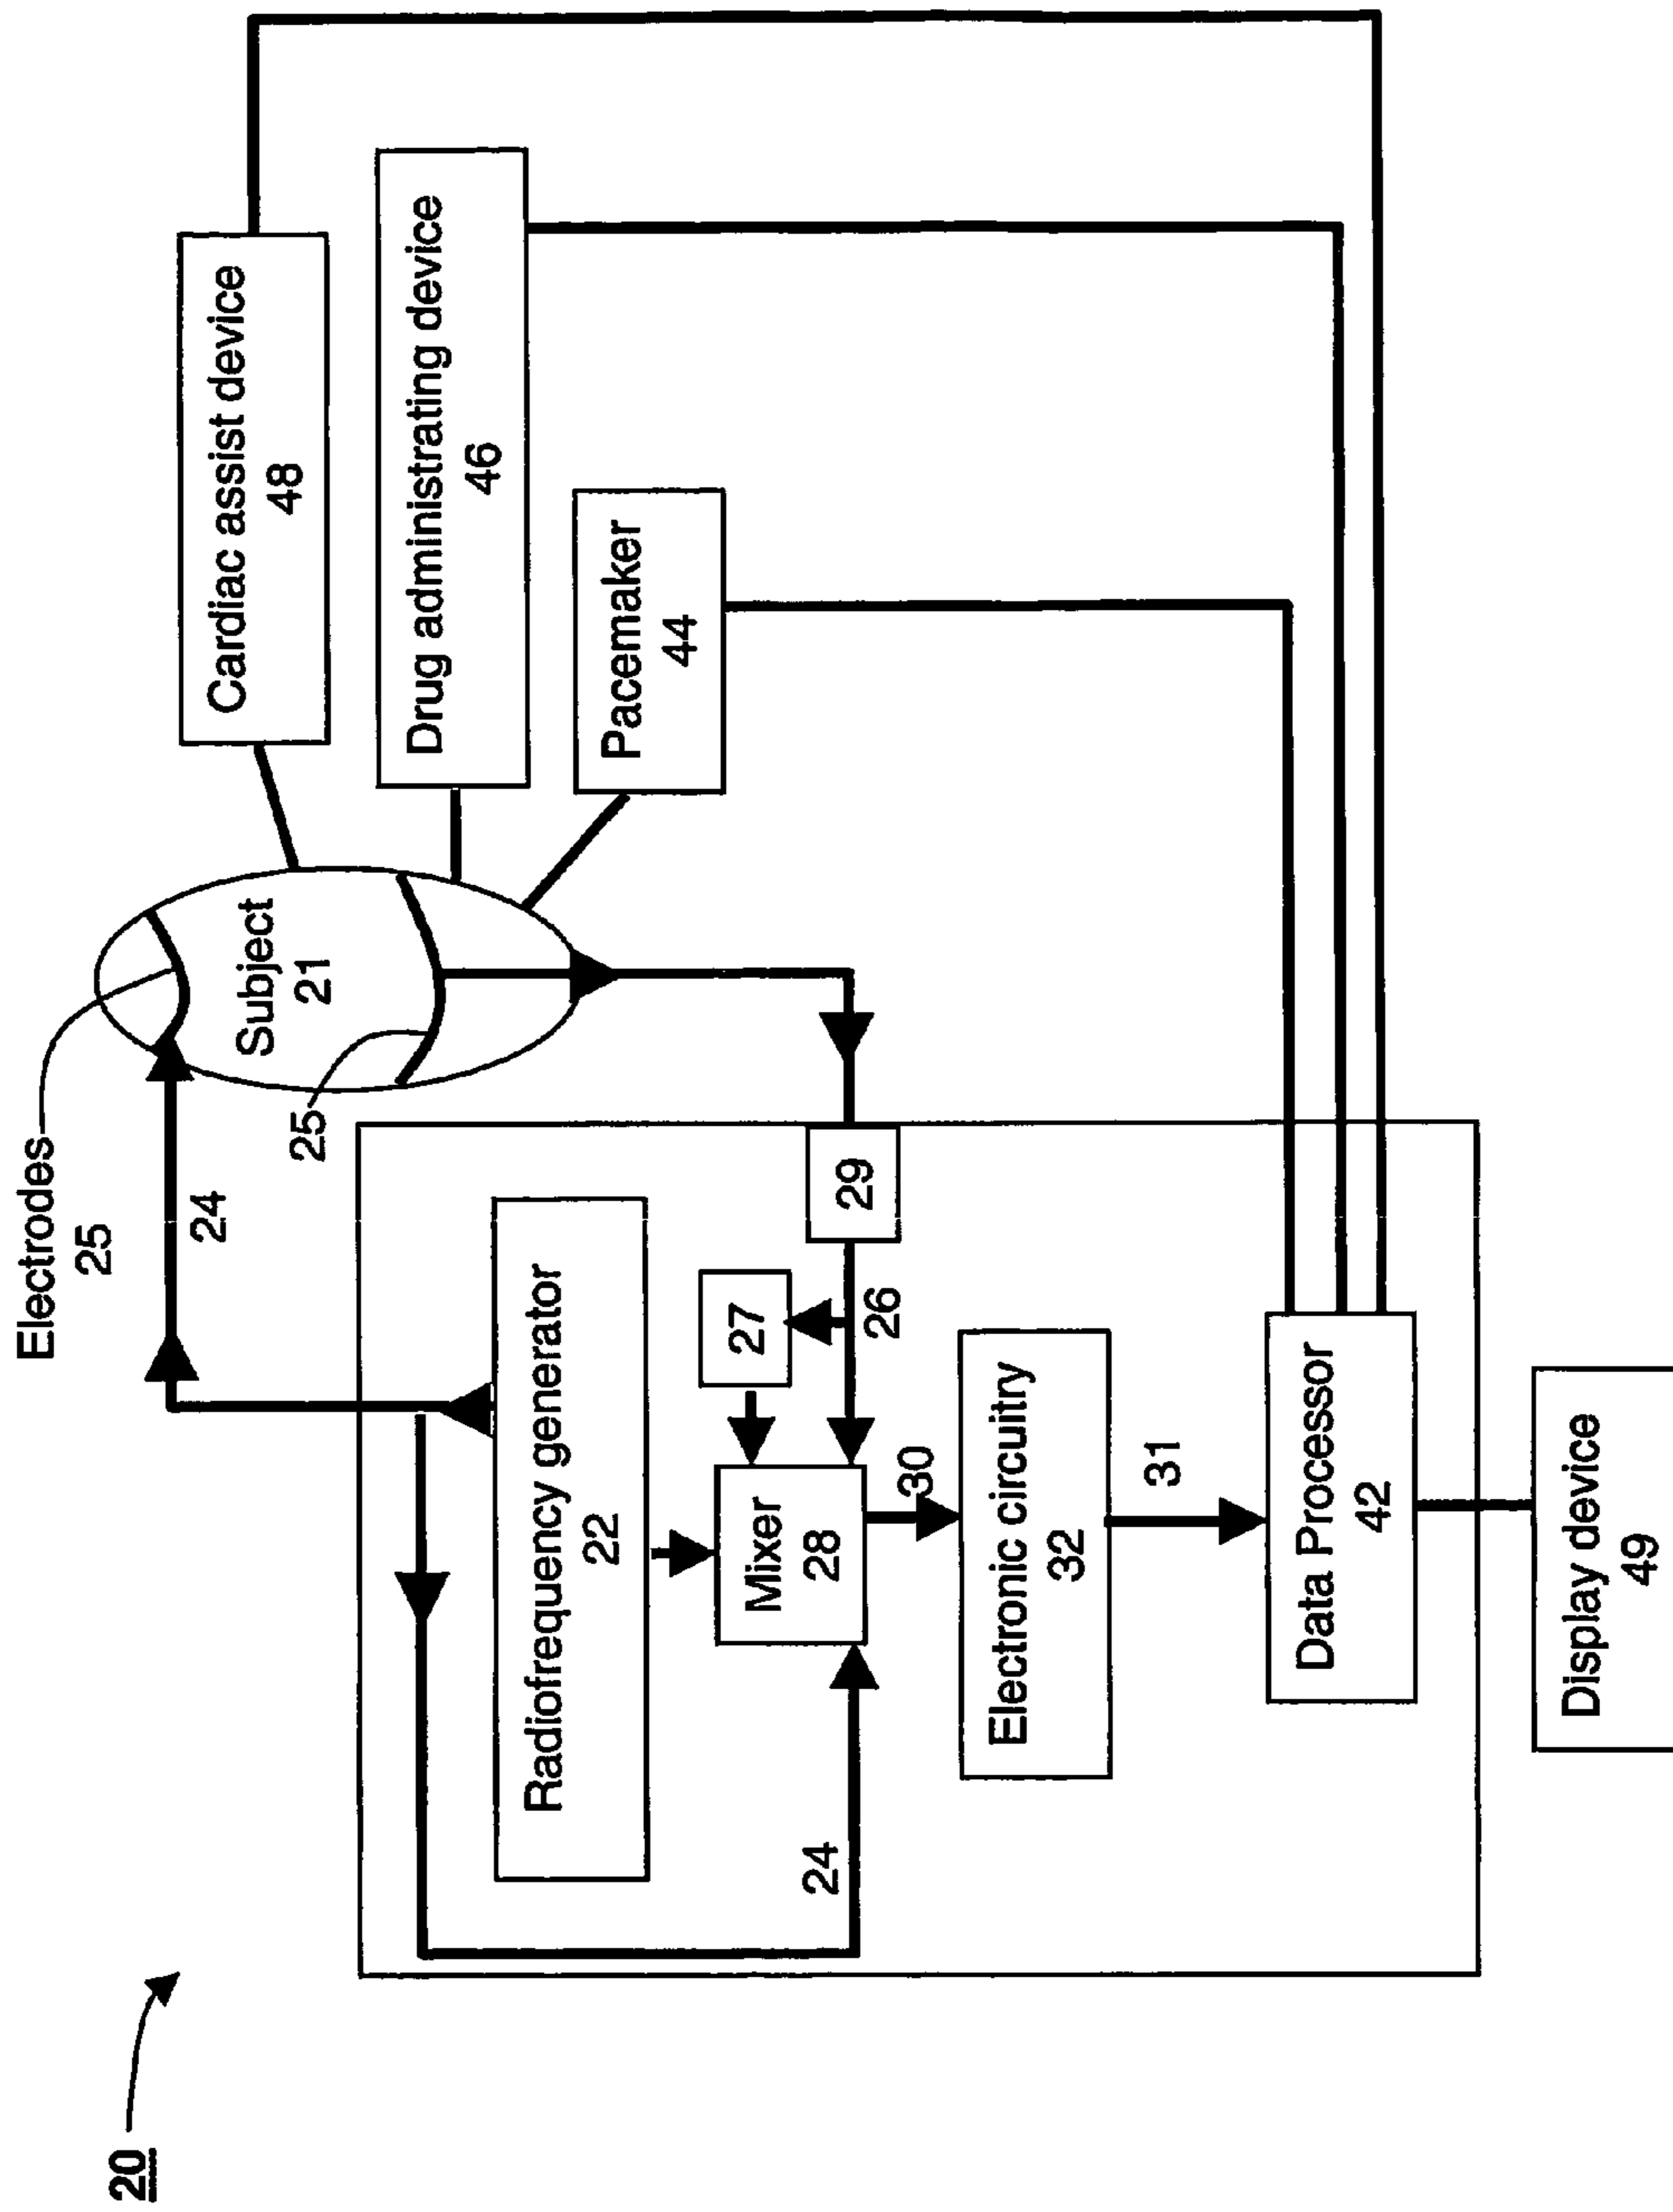 20
Electrodes
25
24
Subject
21
25
Cardiac assist device
48
Drug administrating device
46
Pacemaker
44
Radiofrequency generator
22
27
29
26
24
Mixer
28
30
Electronic circuitry
32
31
Data Processor
42
Display device
49